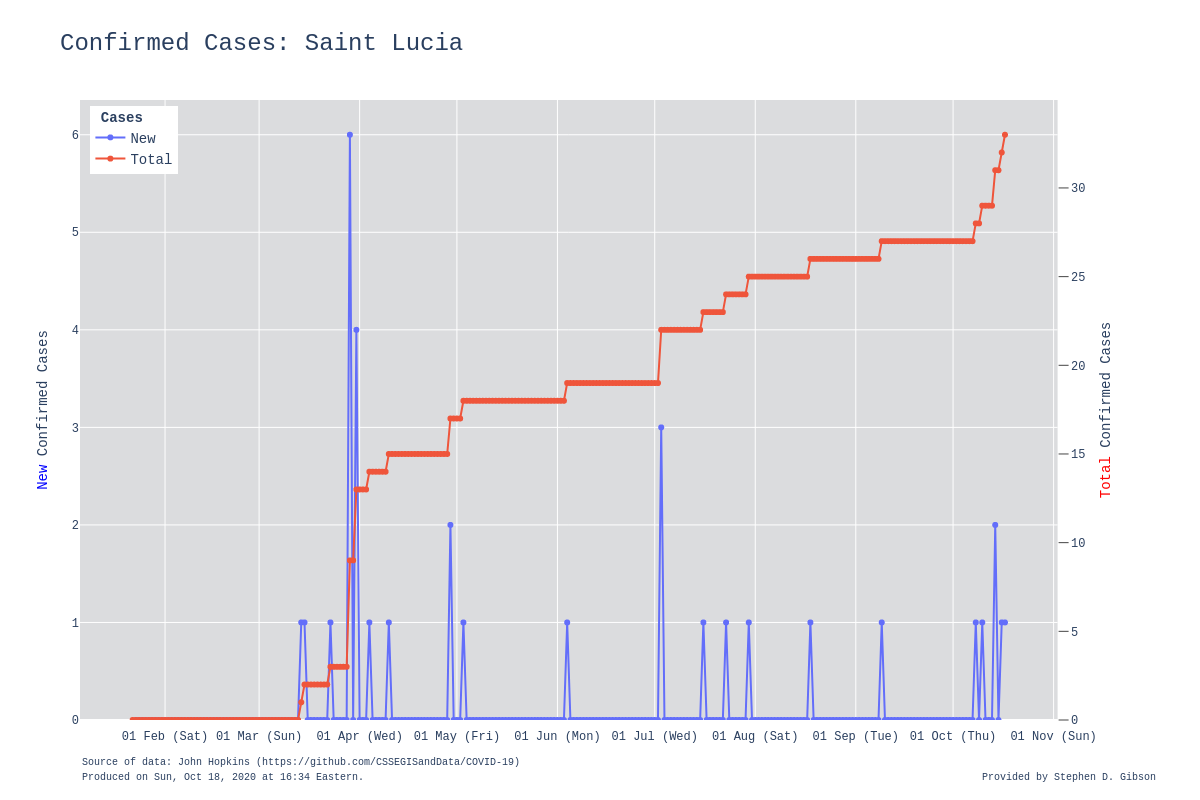 Confirmed Cases: Saint Lucia
Cases
New
Total
6
5
4
3
2
1
0
New Confirmed Cases
30
25
20
15
10
5
0
Total Confirmed Cases
01 Feb (Sat) 01 Mar (Sun) 01 Apr (Wed) 01 May (Fri) 01 Jun (Mon) 01 Jul (Wed) 01 Aug (Sat) 01 Sep (Tue) 01 Oct (Thu) 01 Nov (Sun)
Source of data: John Hopkins (https://github.com/CSSEGISandData/COVID-19)
Produced on Sun, Oct 18, 2020 at 16:34 Eastern.
Provided by Stephen D. Gibson